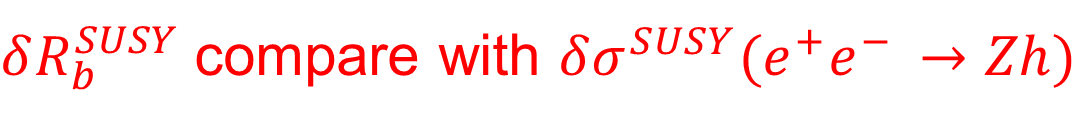 δR_b^{SUSY} compare with δσ^{SUSY}(e⁺e⁻ → Zh)